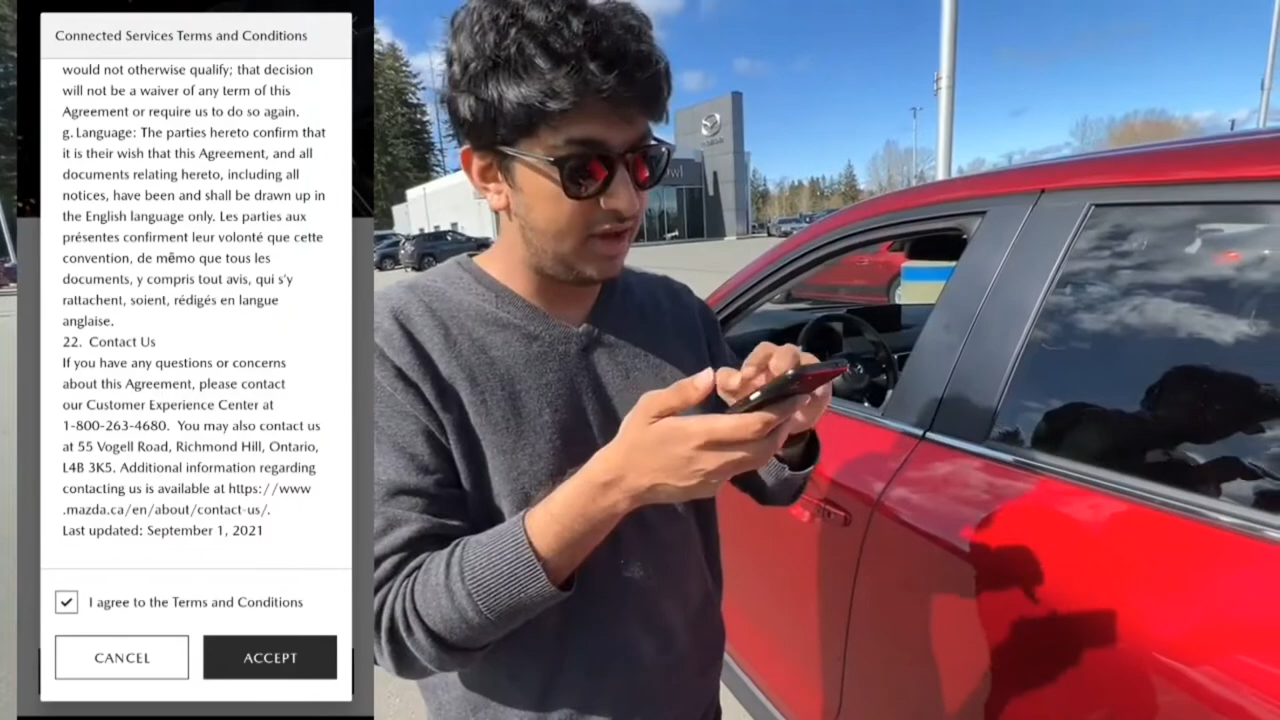 Connected Services Terms and Conditions
would not otherwise qualify; that decision
will not be a waiver of any term of this
Agreement or require us to do so again.
g. Language: The parties hereto confirm that
it is their wish that this Agreement, and all
documents relating hereto, including all
notices, have been and shall be drawn up in
the English language only. Les parties aux
présentes confirment leur volonté que cette
convention, de mêmo que tous les
documents, y compris tout avis, qui s'y
rattachent, soient, rédigés en langue
anglaise.
22. Contact Us
If you have any questions or concerns
about this Agreement, please contact
our Customer Experience Center at
1-800-263-4680. You may also contact us
at 55 Vogell Road, Richmond Hill, Ontario,
L4B 3K5. Additional information regarding
contacting us is available at https://www
.mazda.ca/en/about/contact-us/.
Last updated: September 1, 2021
I agree to the Terms and Conditions
CANCEL
ACCEPT